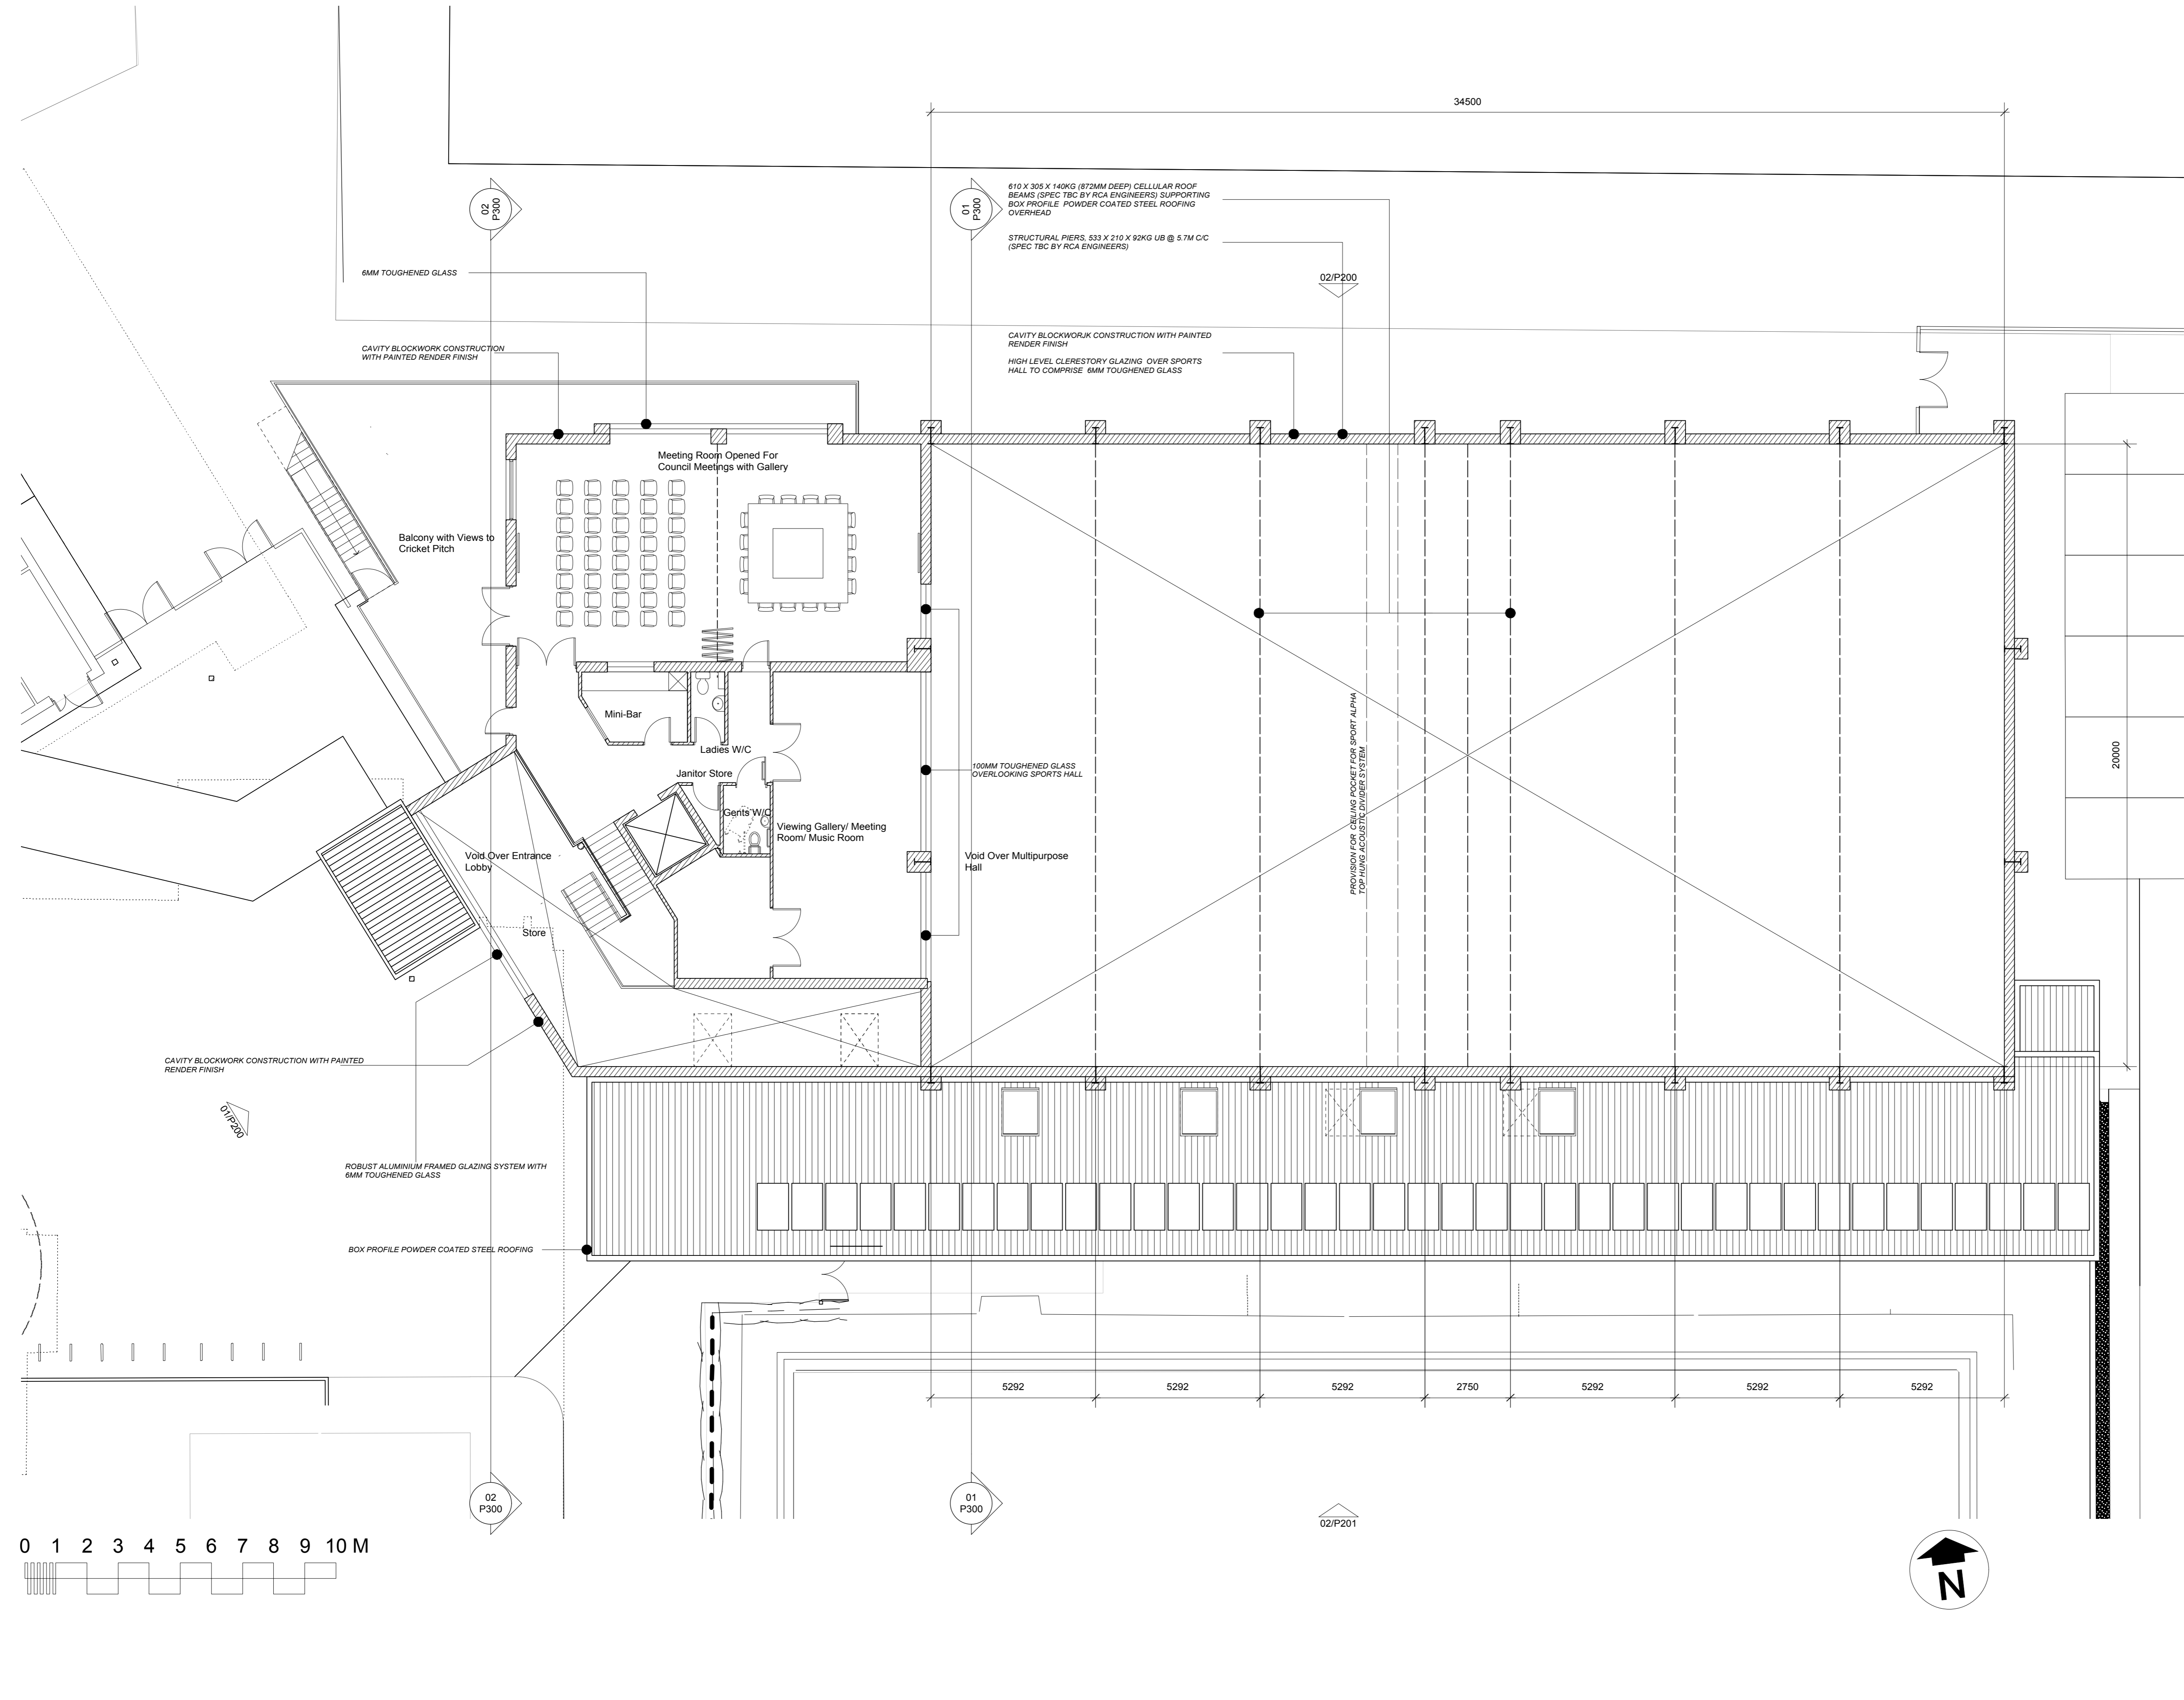 34500
610 X 305 X 140KG (872MM DEEP) CELLULAR ROOF
BEAMS (SPEC TBC BY RCA ENGINEERS) SUPPORTING
BOX PROFILE POWDER COATED STEEL ROOFING
OVERHEAD
02
P300
01
P300
STRUCTURAL PIERS, 533 X 210 X 92KG UB @ 5.7M C/C
(SPEC TBC BY RCA ENGINEERS)
6MM TOUGHENED GLASS
02/P200
CAVITY BLOCKWORK CONSTRUCTION
WITH PAINTED RENDER FINISH
CAVITY BLOCKWORJK CONSTRUCTION WITH PAINTED
RENDER FINISH
HIGH LEVEL CLERESTORY GLAZING OVER SPORTS
HALL TO COMPRISE 6MM TOUGHENED GLASS
Meeting Room Opened For
Council Meetings with Gallery
Balcony with Views to
Cricket Pitch
Mini-Bar
Ladies W/C
Janitor Store
Gents W/C
100MM TOUGHENED GLASS
OVERLOOKING SPORTS HALL
PROVISION FOR CEILING POCKET FOR SPORT ALPHA
TOP HUNG ACOUSTIC DIVIDER SYSTEM
20000
Viewing Gallery/ Meeting
Room/ Music Room
Void Over Entrance
Lobby
Void Over Multipurpose
Hall
Store
CAVITY BLOCKWORK CONSTRUCTION WITH PAINTED
RENDER FINISH
01/P200
ROBUST ALUMINIUM FRAMED GLAZING SYSTEM WITH
6MM TOUGHENED GLASS
BOX PROFILE POWDER COATED STEEL ROOFING
5292 5292 5292 2750 5292 5292 5292
02
P300
01
P300
02/P201
0 1 2 3 4 5 6 7 8 9 10 M
N